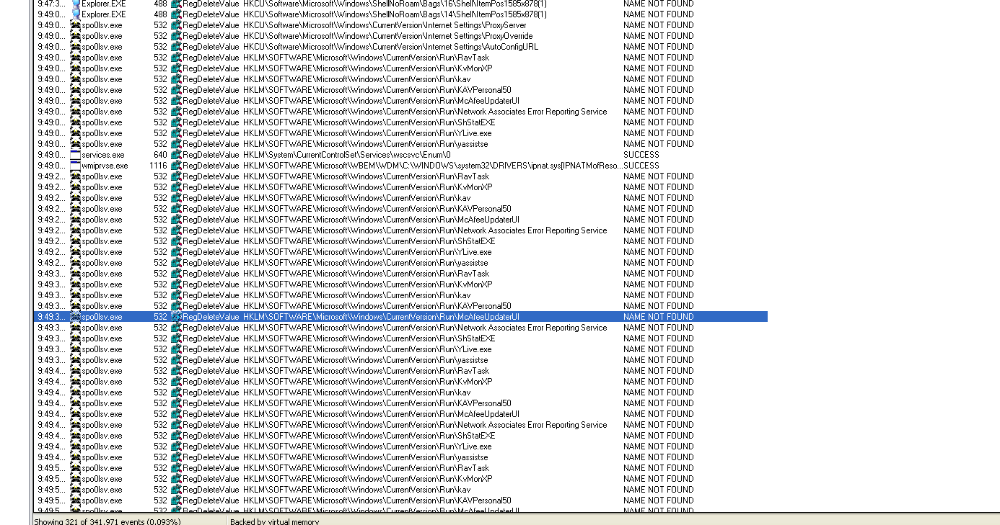 9:47:3... Explorer.EXE 488 RegDeleteValue HKCU\Software\Microsoft\Windows\ShellNoRoam\Bags\16\Shell\ItemPos1585x878(1) NAME NOT FOUND
9:49:0... Explorer.EXE 488 RegDeleteValue HKCU\Software\Microsoft\Windows\ShellNoRoam\Bags\14\Shell\ItemPos1585x878(1) NAME NOT FOUND
9:49:0... spo0lsv.exe 532 RegDeleteValue HKCU\Software\Microsoft\Windows\CurrentVersion\Internet Settings\ProxyServer NAME NOT FOUND
9:49:0... spo0lsv.exe 532 RegDeleteValue HKCU\Software\Microsoft\Windows\CurrentVersion\Internet Settings\ProxyOverride NAME NOT FOUND
9:49:0... spo0lsv.exe 532 RegDeleteValue HKCU\Software\Microsoft\Windows\CurrentVersion\Internet Settings\AutoConfigURL NAME NOT FOUND
9:49:0... spo0lsv.exe 532 RegDeleteValue HKLM\SOFTWARE\Microsoft\Windows\CurrentVersion\Run\RavTask NAME NOT FOUND
9:49:0... spo0lsv.exe 532 RegDeleteValue HKLM\SOFTWARE\Microsoft\Windows\CurrentVersion\Run\KvMonXP NAME NOT FOUND
9:49:0... spo0lsv.exe 532 RegDeleteValue HKLM\SOFTWARE\Microsoft\Windows\CurrentVersion\Run\kav NAME NOT FOUND
9:49:0... spo0lsv.exe 532 RegDeleteValue HKLM\SOFTWARE\Microsoft\Windows\CurrentVersion\Run\KAVPersonal50 NAME NOT FOUND
9:49:0... spo0lsv.exe 532 RegDeleteValue HKLM\SOFTWARE\Microsoft\Windows\CurrentVersion\Run\McAfeeUpdaterUI NAME NOT FOUND
9:49:0... spo0lsv.exe 532 RegDeleteValue HKLM\SOFTWARE\Microsoft\Windows\CurrentVersion\Run\Network Associates Error Reporting Service NAME NOT FOUND
9:49:0... spo0lsv.exe 532 RegDeleteValue HKLM\SOFTWARE\Microsoft\Windows\CurrentVersion\Run\ShStatEXE NAME NOT FOUND
9:49:0... spo0lsv.exe 532 RegDeleteValue HKLM\SOFTWARE\Microsoft\Windows\CurrentVersion\Run\YLive.exe NAME NOT FOUND
9:49:0... spo0lsv.exe 532 RegDeleteValue HKLM\SOFTWARE\Microsoft\Windows\CurrentVersion\Run\yassistse NAME NOT FOUND
9:49:0... services.exe 640 RegDeleteValue HKLM\System\CurrentControlSet\Services\wscsvc\Enum\0 SUCCESS
9:49:0... wmiprvse.exe 1116 RegDeleteValue HKLM\SOFTWARE\Microsoft\WBEM\WDM\C:\WINDOWS\system32\DRIVERS\ipnat.sys[IPNATMofReso... SUCCESS
9:49:2... spo0lsv.exe 532 RegDeleteValue HKLM\SOFTWARE\Microsoft\Windows\CurrentVersion\Run\RavTask NAME NOT FOUND
9:49:2... spo0lsv.exe 532 RegDeleteValue HKLM\SOFTWARE\Microsoft\Windows\CurrentVersion\Run\KvMonXP NAME NOT FOUND
9:49:2... spo0lsv.exe 532 RegDeleteValue HKLM\SOFTWARE\Microsoft\Windows\CurrentVersion\Run\kav NAME NOT FOUND
9:49:2... spo0lsv.exe 532 RegDeleteValue HKLM\SOFTWARE\Microsoft\Windows\CurrentVersion\Run\KAVPersonal50 NAME NOT FOUND
9:49:2... spo0lsv.exe 532 RegDeleteValue HKLM\SOFTWARE\Microsoft\Windows\CurrentVersion\Run\McAfeeUpdaterUI NAME NOT FOUND
9:49:2... spo0lsv.exe 532 RegDeleteValue HKLM\SOFTWARE\Microsoft\Windows\CurrentVersion\Run\Network Associates Error Reporting Service NAME NOT FOUND
9:49:2... spo0lsv.exe 532 RegDeleteValue HKLM\SOFTWARE\Microsoft\Windows\CurrentVersion\Run\ShStatEXE NAME NOT FOUND
9:49:2... spo0lsv.exe 532 RegDeleteValue HKLM\SOFTWARE\Microsoft\Windows\CurrentVersion\Run\YLive.exe NAME NOT FOUND
9:49:2... spo0lsv.exe 532 RegDeleteValue HKLM\SOFTWARE\Microsoft\Windows\CurrentVersion\Run\yassistse NAME NOT FOUND
9:49:3... spo0lsv.exe 532 RegDeleteValue HKLM\SOFTWARE\Microsoft\Windows\CurrentVersion\Run\RavTask NAME NOT FOUND
9:49:3... spo0lsv.exe 532 RegDeleteValue HKLM\SOFTWARE\Microsoft\Windows\CurrentVersion\Run\KvMonXP NAME NOT FOUND
9:49:3... spo0lsv.exe 532 RegDeleteValue HKLM\SOFTWARE\Microsoft\Windows\CurrentVersion\Run\kav NAME NOT FOUND
9:49:3... spo0lsv.exe 532 RegDeleteValue HKLM\SOFTWARE\Microsoft\Windows\CurrentVersion\Run\KAVPersonal50 NAME NOT FOUND
9:49:3... spo0lsv.exe 532 RegDeleteValue HKLM\SOFTWARE\Microsoft\Windows\CurrentVersion\Run\McAfeeUpdaterUI NAME NOT FOUND
9:49:3... spo0lsv.exe 532 RegDeleteValue HKLM\SOFTWARE\Microsoft\Windows\CurrentVersion\Run\Network Associates Error Reporting Service NAME NOT FOUND
9:49:3... spo0lsv.exe 532 RegDeleteValue HKLM\SOFTWARE\Microsoft\Windows\CurrentVersion\Run\ShStatEXE NAME NOT FOUND
9:49:3... spo0lsv.exe 532 RegDeleteValue HKLM\SOFTWARE\Microsoft\Windows\CurrentVersion\Run\YLive.exe NAME NOT FOUND
9:49:3... spo0lsv.exe 532 RegDeleteValue HKLM\SOFTWARE\Microsoft\Windows\CurrentVersion\Run\yassistse NAME NOT FOUND
9:49:4... spo0lsv.exe 532 RegDeleteValue HKLM\SOFTWARE\Microsoft\Windows\CurrentVersion\Run\RavTask NAME NOT FOUND
9:49:4... spo0lsv.exe 532 RegDeleteValue HKLM\SOFTWARE\Microsoft\Windows\CurrentVersion\Run\KvMonXP NAME NOT FOUND
9:49:4... spo0lsv.exe 532 RegDeleteValue HKLM\SOFTWARE\Microsoft\Windows\CurrentVersion\Run\kav NAME NOT FOUND
9:49:4... spo0lsv.exe 532 RegDeleteValue HKLM\SOFTWARE\Microsoft\Windows\CurrentVersion\Run\KAVPersonal50 NAME NOT FOUND
9:49:4... spo0lsv.exe 532 RegDeleteValue HKLM\SOFTWARE\Microsoft\Windows\CurrentVersion\Run\McAfeeUpdaterUI NAME NOT FOUND
9:49:4... spo0lsv.exe 532 RegDeleteValue HKLM\SOFTWARE\Microsoft\Windows\CurrentVersion\Run\Network Associates Error Reporting Service NAME NOT FOUND
9:49:4... spo0lsv.exe 532 RegDeleteValue HKLM\SOFTWARE\Microsoft\Windows\CurrentVersion\Run\ShStatEXE NAME NOT FOUND
9:49:4... spo0lsv.exe 532 RegDeleteValue HKLM\SOFTWARE\Microsoft\Windows\CurrentVersion\Run\YLive.exe NAME NOT FOUND
9:49:4... spo0lsv.exe 532 RegDeleteValue HKLM\SOFTWARE\Microsoft\Windows\CurrentVersion\Run\yassistse NAME NOT FOUND
9:49:5... spo0lsv.exe 532 RegDeleteValue HKLM\SOFTWARE\Microsoft\Windows\CurrentVersion\Run\RavTask NAME NOT FOUND
9:49:5... spo0lsv.exe 532 RegDeleteValue HKLM\SOFTWARE\Microsoft\Windows\CurrentVersion\Run\KvMonXP NAME NOT FOUND
9:49:5... spo0lsv.exe 532 RegDeleteValue HKLM\SOFTWARE\Microsoft\Windows\CurrentVersion\Run\kav NAME NOT FOUND
9:49:5... spo0lsv.exe 532 RegDeleteValue HKLM\SOFTWARE\Microsoft\Windows\CurrentVersion\Run\KAVPersonal50 NAME NOT FOUND
9:49:5... spo0lsv.exe 532 RegDeleteValue HKLM\SOFTWARE\Microsoft\Windows\CurrentVersion\Run\McAfeeUpdaterUI NAME NOT FOUND
Showing 321 of 341,971 events (0.093%) Backed by virtual memory